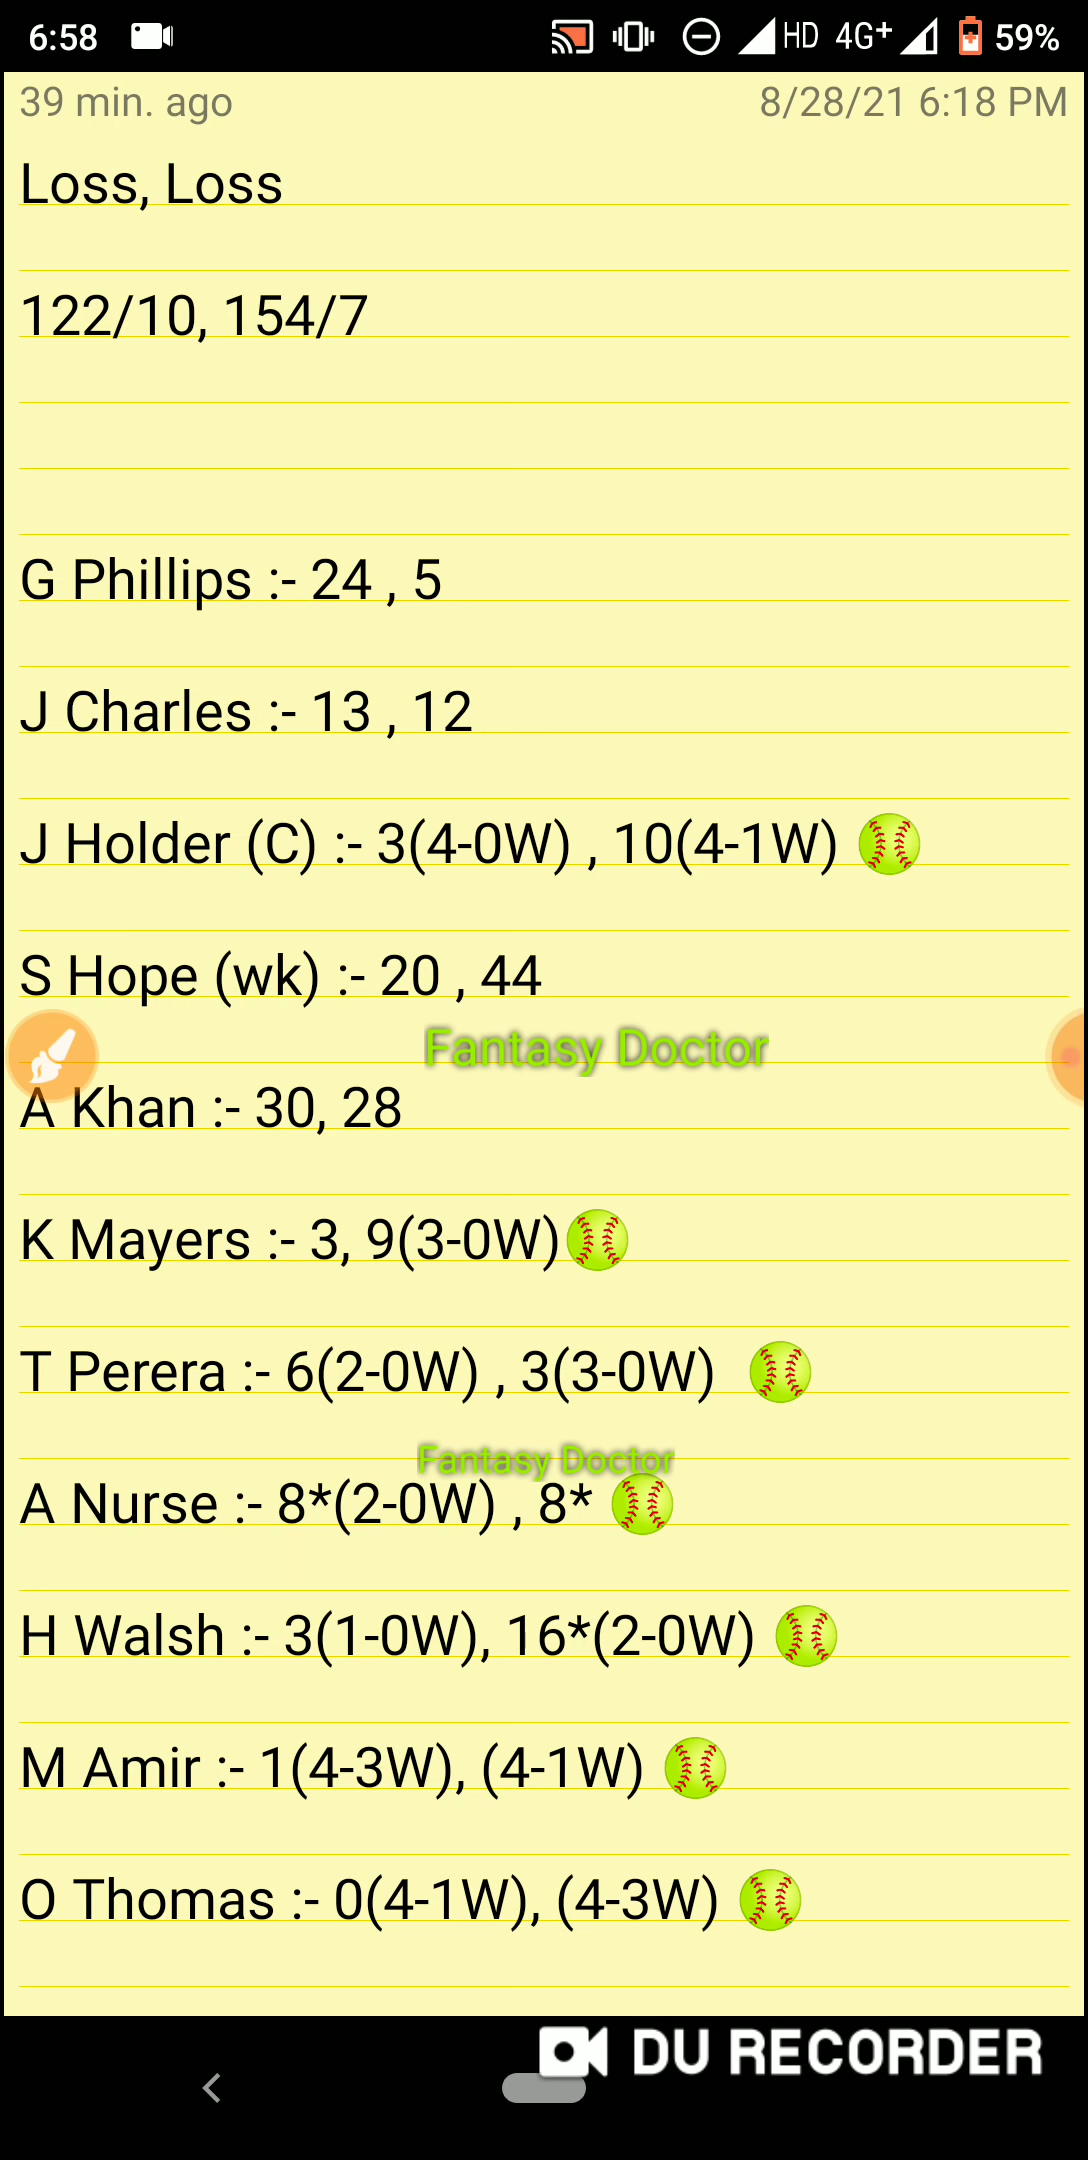 6:58 HD 4G+ 59%
39 min. ago 8/28/21 6:18 PM
Loss, Loss
122/10, 154/7
G Phillips :- 24 , 5
J Charles :- 13 , 12
J Holder (C) :- 3(4-0W) , 10(4-1W)
S Hope (wk) :- 20 , 44
Fantasy Doctor
A Khan :- 30, 28
K Mayers :- 3, 9(3-0W)
T Perera :- 6(2-0W) , 3(3-0W)
Fantasy Doctor
A Nurse :- 8*(2-0W) , 8*
H Walsh :- 3(1-0W), 16*(2-0W)
M Amir :- 1(4-3W), (4-1W)
O Thomas :- 0(4-1W), (4-3W)
DU RECORDER